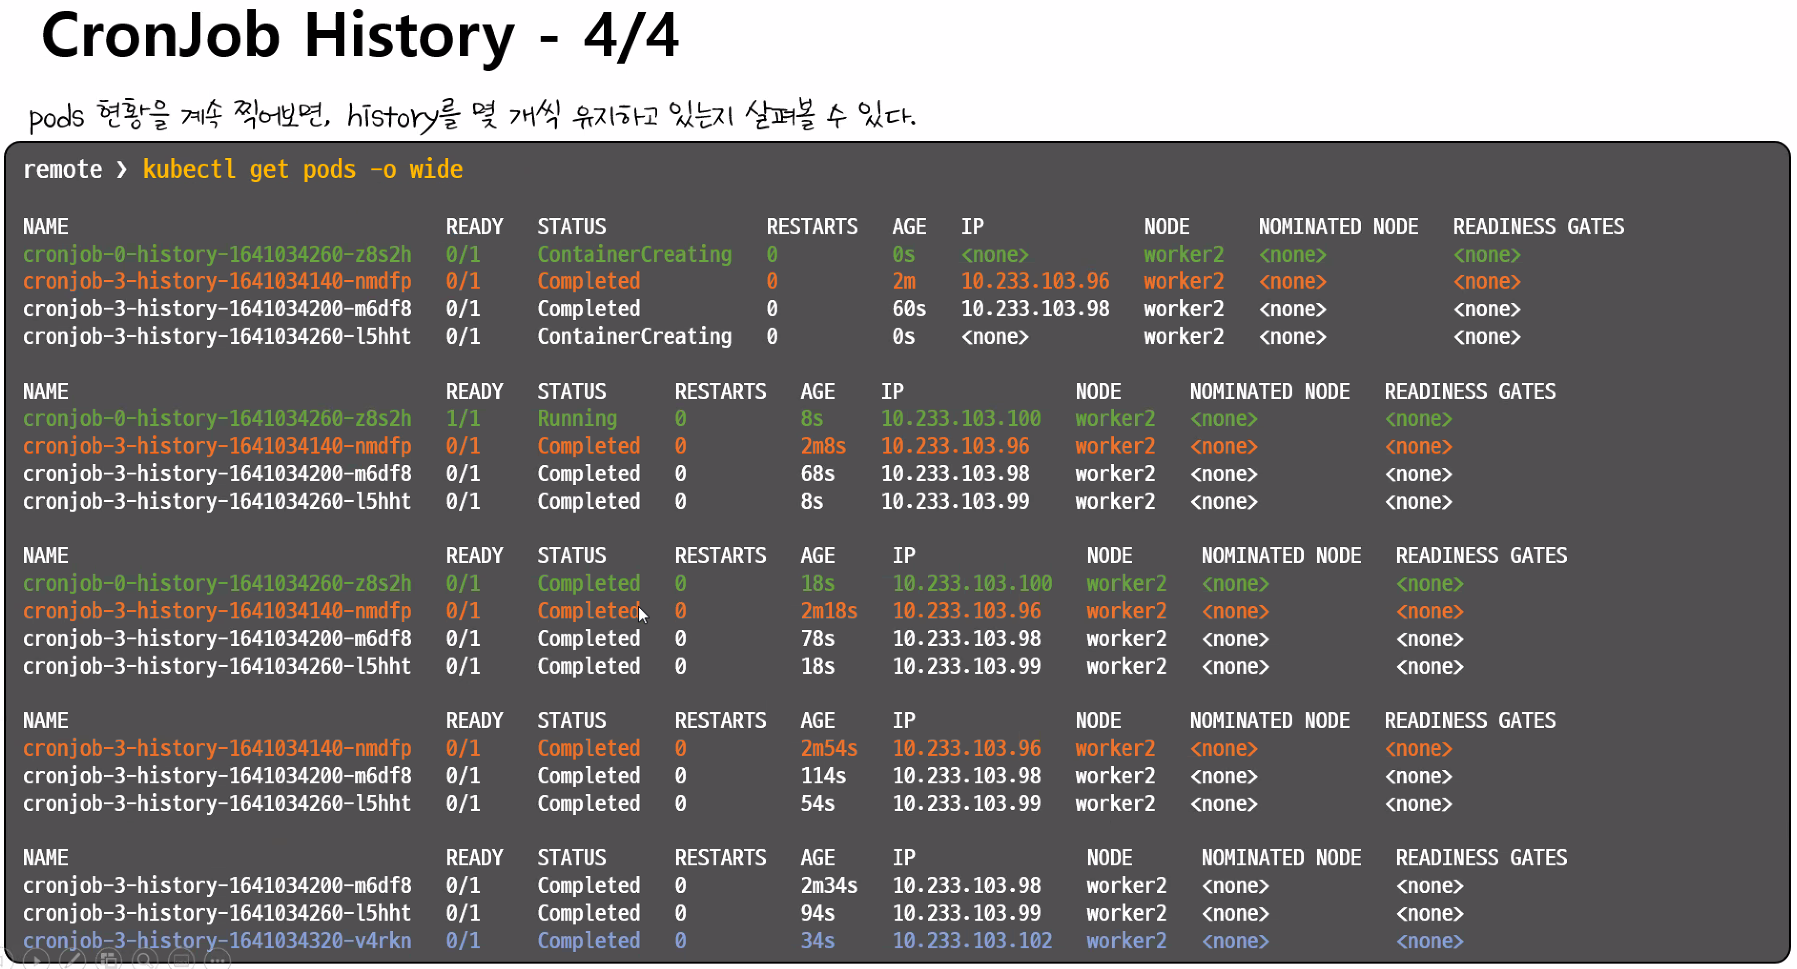 CronJob History - 4/4
pods 현황을 계속 찍어보면, history를 몇 개씩 유지하고 있는지 살펴볼 수 있다.
remote ❯ kubectl get pods -o wide
NAME READY STATUS RESTARTS AGE IP NODE NOMINATED NODE READINESS GATES
cronjob-0-history-1641034260-z8s2h 0/1 ContainerCreating 0 0s <none> worker2 <none> <none>
cronjob-3-history-1641034140-nmdfp 0/1 Completed 0 2m 10.233.103.96 worker2 <none> <none>
cronjob-3-history-1641034200-m6df8 0/1 Completed 0 60s 10.233.103.98 worker2 <none> <none>
cronjob-3-history-1641034260-l5hht 0/1 ContainerCreating 0 0s <none> worker2 <none> <none>
NAME READY STATUS RESTARTS AGE IP NODE NOMINATED NODE READINESS GATES
cronjob-0-history-1641034260-z8s2h 1/1 Running 0 8s 10.233.103.100 worker2 <none> <none>
cronjob-3-history-1641034140-nmdfp 0/1 Completed 0 2m8s 10.233.103.96 worker2 <none> <none>
cronjob-3-history-1641034200-m6df8 0/1 Completed 0 68s 10.233.103.98 worker2 <none> <none>
cronjob-3-history-1641034260-l5hht 0/1 Completed 0 8s 10.233.103.99 worker2 <none> <none>
NAME READY STATUS RESTARTS AGE IP NODE NOMINATED NODE READINESS GATES
cronjob-0-history-1641034260-z8s2h 0/1 Completed 0 18s 10.233.103.100 worker2 <none> <none>
cronjob-3-history-1641034140-nmdfp 0/1 Completed 0 2m18s 10.233.103.96 worker2 <none> <none>
cronjob-3-history-1641034200-m6df8 0/1 Completed 0 78s 10.233.103.98 worker2 <none> <none>
cronjob-3-history-1641034260-l5hht 0/1 Completed 0 18s 10.233.103.99 worker2 <none> <none>
NAME READY STATUS RESTARTS AGE IP NODE NOMINATED NODE READINESS GATES
cronjob-3-history-1641034140-nmdfp 0/1 Completed 0 2m54s 10.233.103.96 worker2 <none> <none>
cronjob-3-history-1641034200-m6df8 0/1 Completed 0 114s 10.233.103.98 worker2 <none> <none>
cronjob-3-history-1641034260-l5hht 0/1 Completed 0 54s 10.233.103.99 worker2 <none> <none>
NAME READY STATUS RESTARTS AGE IP NODE NOMINATED NODE READINESS GATES
cronjob-3-history-1641034200-m6df8 0/1 Completed 0 2m34s 10.233.103.98 worker2 <none> <none>
cronjob-3-history-1641034260-l5hht 0/1 Completed 0 94s 10.233.103.99 worker2 <none> <none>
cronjob-3-history-1641034320-v4rkn 0/1 Completed 0 34s 10.233.103.102 worker2 <none> <none>